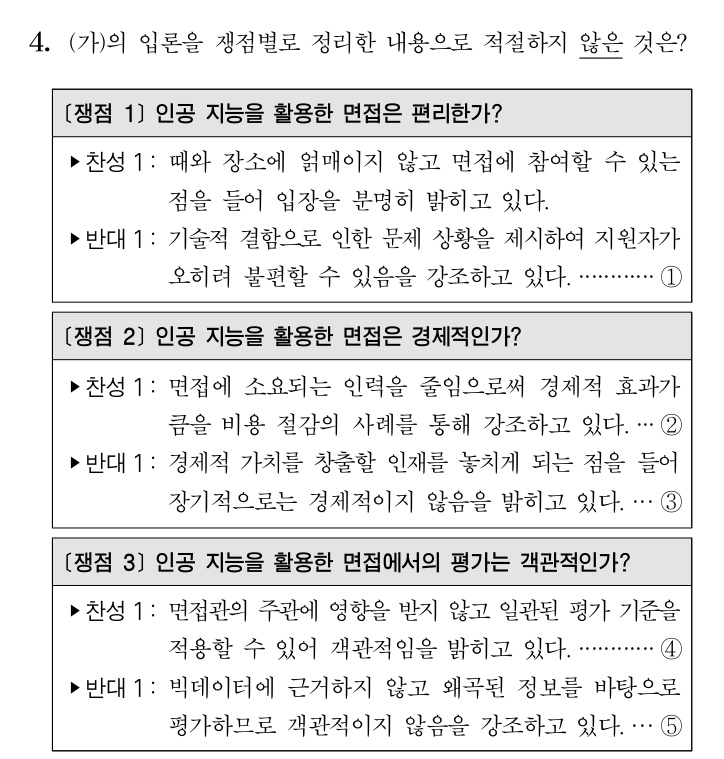 4. (가)의 입론을 쟁점별로 정리한 내용으로 적절하지 않은 것은?
〔쟁점 1〕 인공 지능을 활용한 면접은 편리한가?
▶찬성 1 : 때와 장소에 얽매이지 않고 면접에 참여할 수 있는
점을 들어 입장을 분명히 밝히고 있다.
▶반대 1 : 기술적 결함으로 인한 문제 상황을 제시하여 지원자가
오히려 불편할 수 있음을 강조하고 있다. ………… ①
〔쟁점 2〕 인공 지능을 활용한 면접은 경제적인가?
▶찬성 1 : 면접에 소요되는 인력을 줄임으로써 경제적 효과가
큼을 비용 절감의 사례를 통해 강조하고 있다. … ②
▶반대 1 : 경제적 가치를 창출할 인재를 놓치게 되는 점을 들어
장기적으로는 경제적이지 않음을 밝히고 있다. … ③
〔쟁점 3〕 인공 지능을 활용한 면접에서의 평가는 객관적인가?
▶찬성 1 : 면접관의 주관에 영향을 받지 않고 일관된 평가 기준을
적용할 수 있어 객관적임을 밝히고 있다. ………… ④
▶반대 1 : 빅데이터에 근거하지 않고 왜곡된 정보를 바탕으로
평가하므로 객관적이지 않음을 강조하고 있다. … ⑤